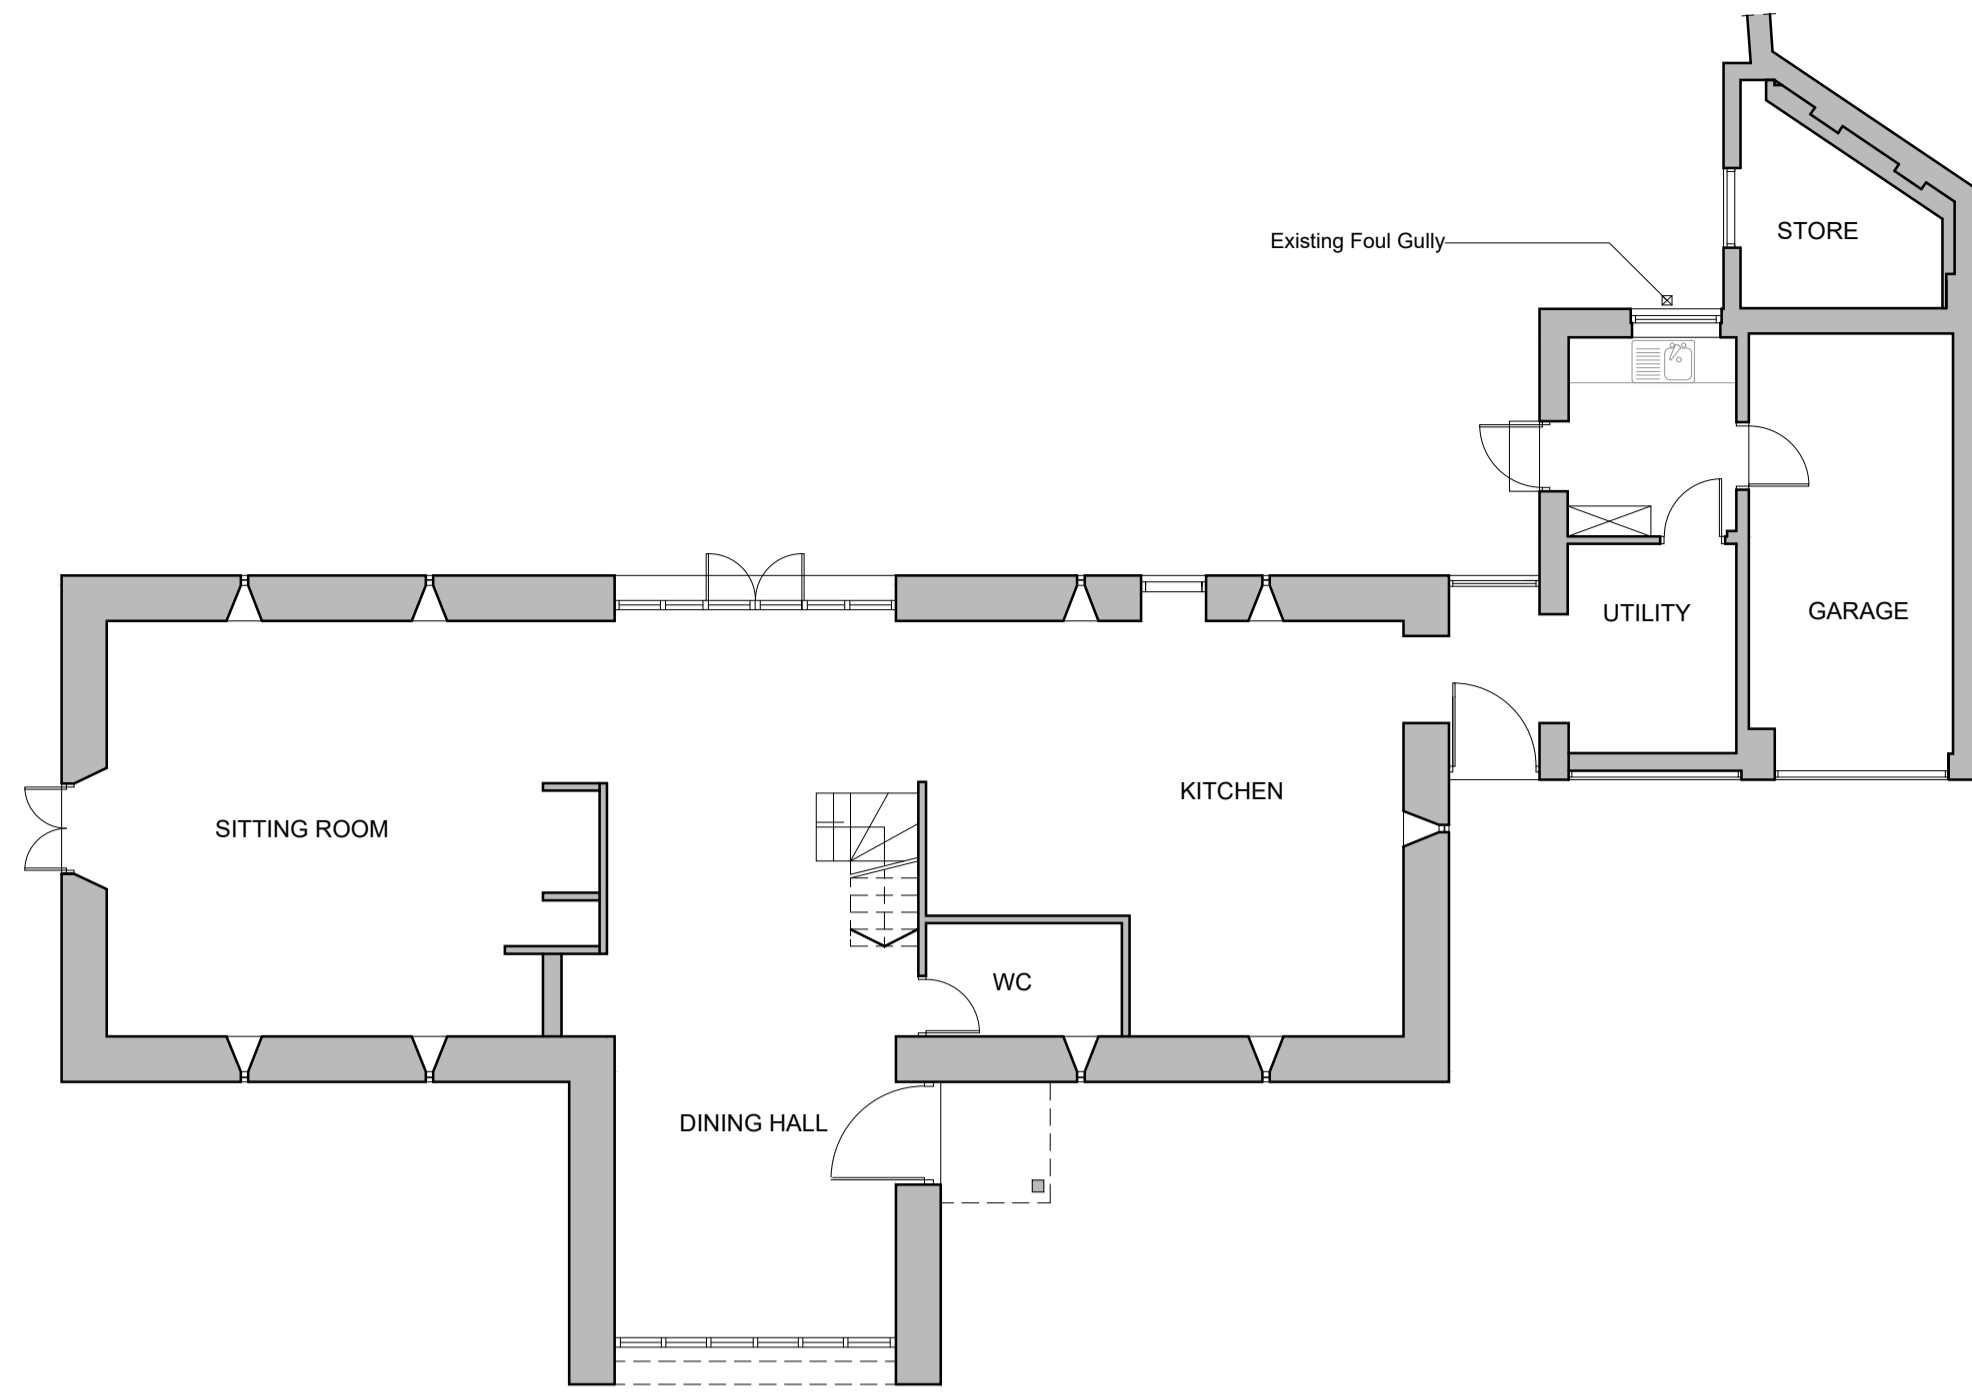 STORE
Existing Foul Gully
UTILITY
GARAGE
KITCHEN
SITTING ROOM
WC
DINING HALL